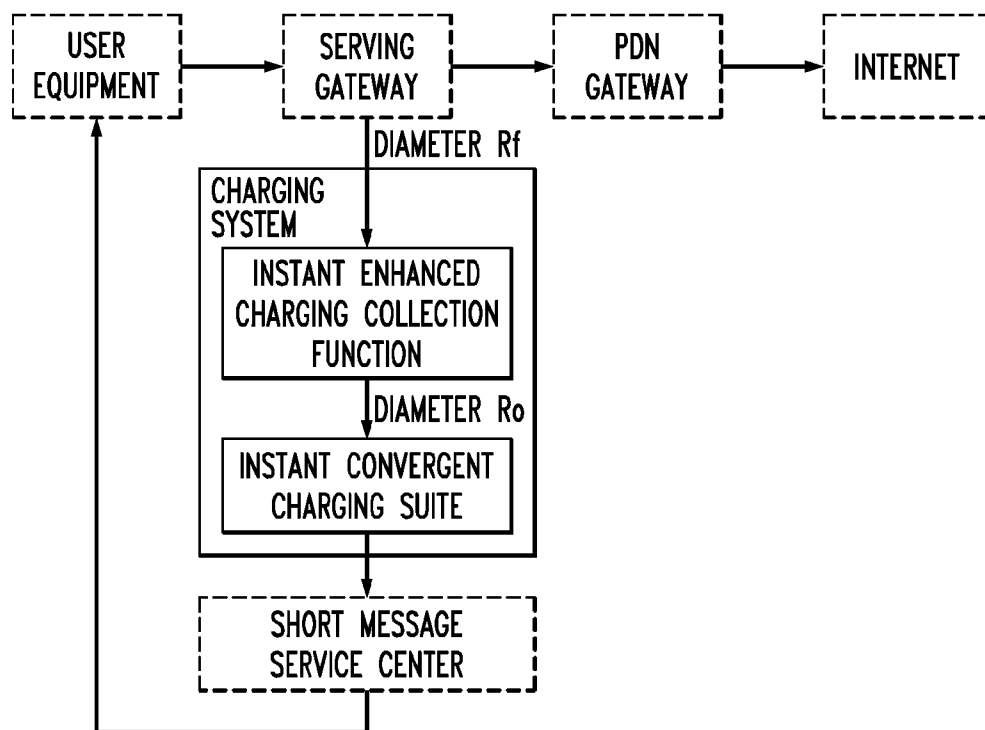 USER
EQUIPMENT
SERVING
GATEWAY
PDN
GATEWAY
INTERNET
DIAMETER Rf
CHARGING
SYSTEM
INSTANT ENHANCED
CHARGING COLLECTION
FUNCTION
DIAMETER Ro
INSTANT CONVERGENT
CHARGING SUITE
SHORT MESSAGE
SERVICE CENTER